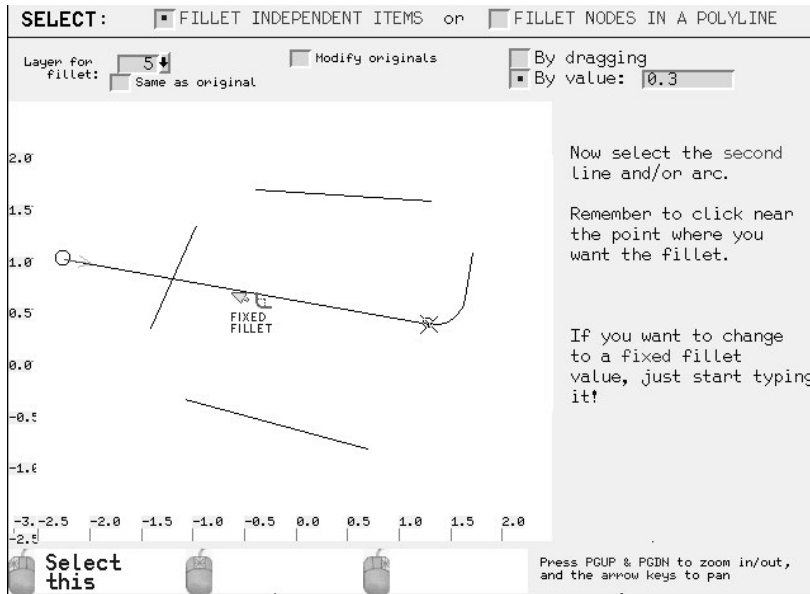 SELECT: FILLET INDEPENDENT ITEMS or FILLET NODES IN A POLYLINE
Layer for fillet: 5
Same as original
Modify originals
By dragging
By value: 0.3
Now select the second
line and/or arc.
Remember to click near
the point where you
want the fillet.
If you want to change
to a fixed fillet
value, just start typing
it!
2.0
1.5
1.0
0.5
0.0
-0.5
-1.0
FIXED
FILLET
-3. -2.5 -2.0 -1.5 -1.0 -0.5 0.0 0.5 1.0 1.5 2.0
-2.5
Select
this
Press PGUP & PGDN to zoom in/out,
and the arrow keys to pan